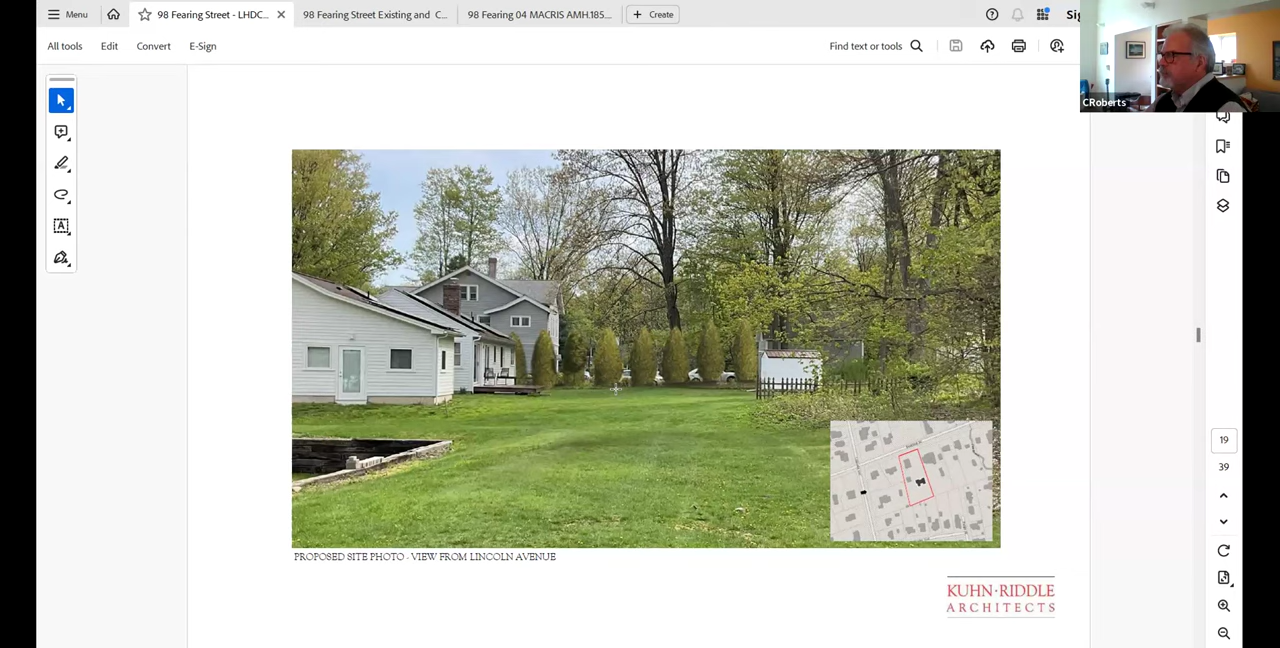 Menu
98 Fearing Street - LHDC...
98 Fearing Street Existing and C...
98 Fearing 04 MACRIS AMH.185...
Create
All tools
Edit
Convert
E-Sign
Find text or tools
CRoberts
19
39
PROPOSED SITE PHOTO - VIEW FROM LINCOLN AVENUE
KUHN·RIDDLE
ARCHITECTS